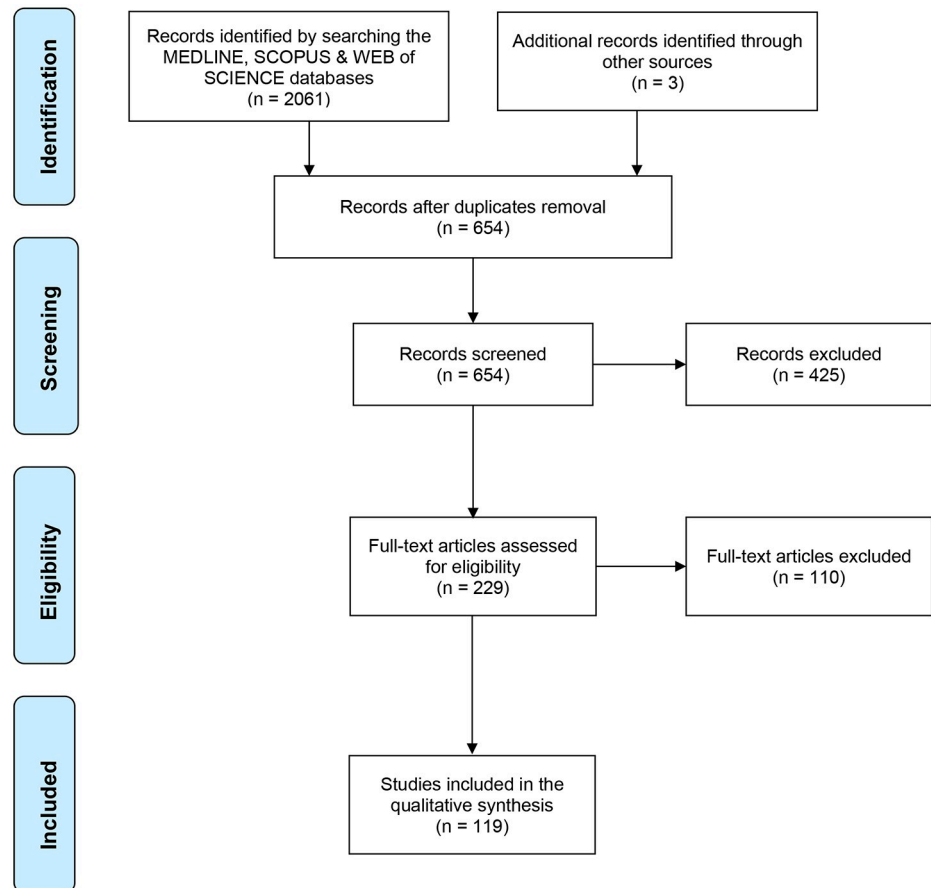 Identification
Records identified by searching the
MEDLINE, SCOPUS & WEB of
SCIENCE databases
(n = 2061)
Additional records identified through
other sources
(n = 3)
Records after duplicates removal
(n = 654)
Screening
Records screened
(n = 654)
Records excluded
(n = 425)
Eligibility
Full-text articles assessed
for eligibility
(n = 229)
Full-text articles excluded
(n = 110)
Included
Studies included in the
qualitative synthesis
(n = 119)